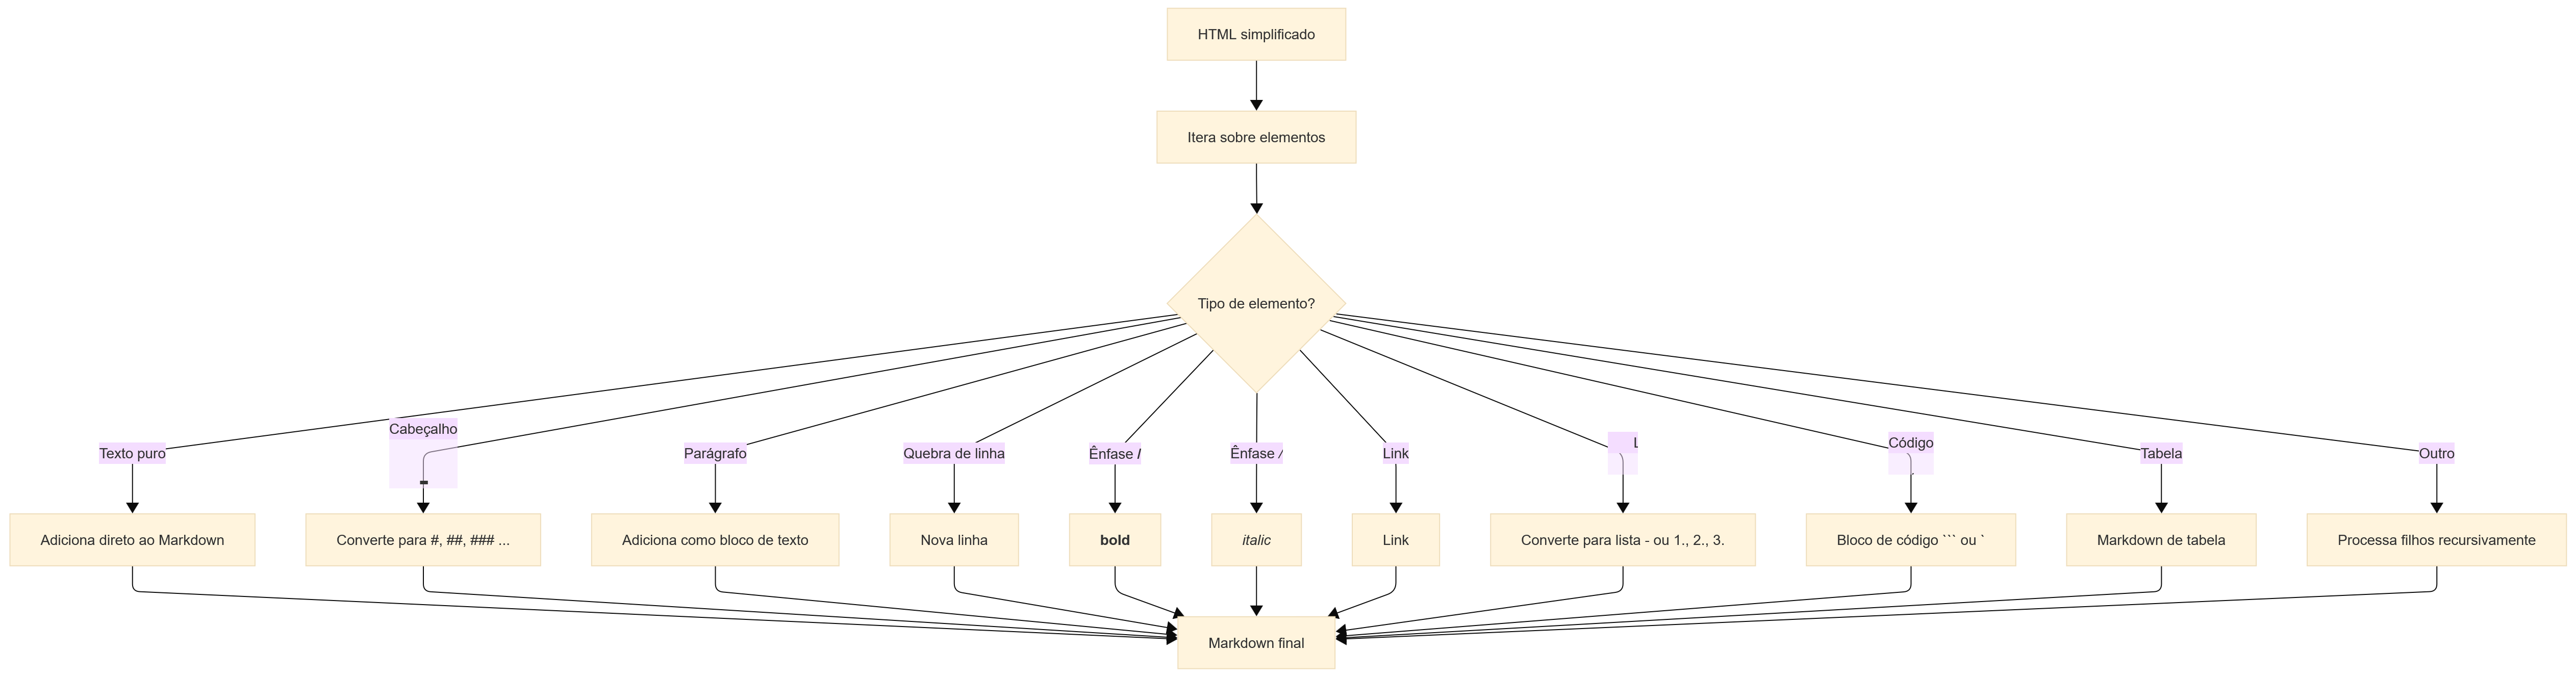 HTML simplificado
Itera sobre elementos
Tipo de elemento?
Texto puro
Cabeçalho
Parágrafo
Quebra de linha
Ênfase
Ênfase
Link
Código
Tabela
Outro
Adiciona direto ao Markdown
Converte para #, ##, ### ...
Adiciona como bloco de texto
Nova linha
bold
italic
Link
Converte para lista - ou 1., 2., 3.
Bloco de código ``` ou `
Markdown de tabela
Processa filhos recursivamente
Markdown final